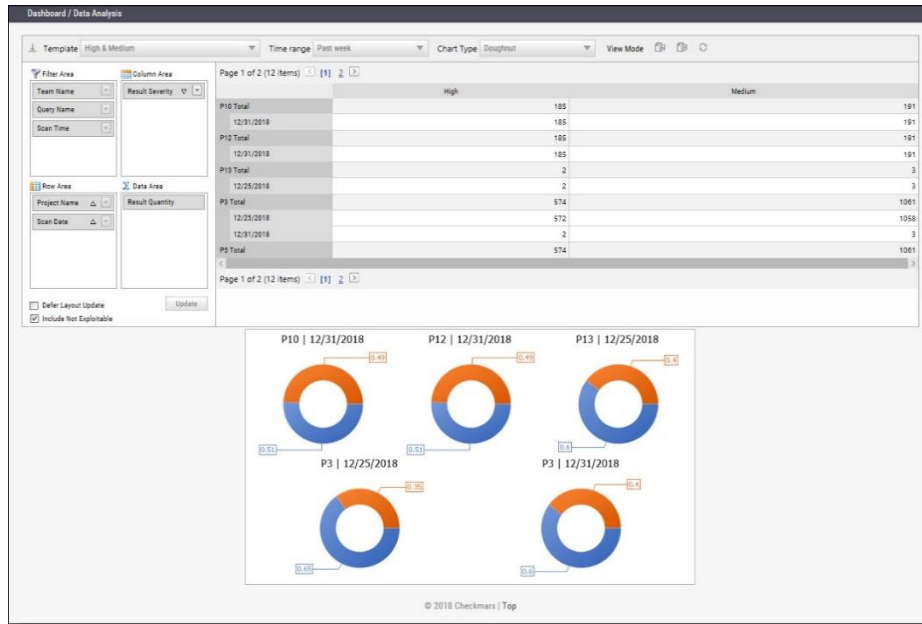 Dashboard / Data Analysis
Template High & Medium Time range Past week Chart Type Doughnut View Mode
Filter Area Column Area
Team Name Result Severity
Query Name
Scan Time
Row Area Data Area
Project Name Result Quantity
Scan Date
Defer Layout Update Update
Include Not Exploitable
Page 1 of 2 (12 items) [1] 2
High Medium
P10 Total 185 191
12/31/2018 185 191
P12 Total 185 191
12/31/2018 185 191
P13 Total 2 3
12/25/2018 2 3
P3 Total 574 1061
12/25/2018 572 1058
12/31/2018 2 3
P3 Total 574 1061
Page 1 of 2 (12 items) [1] 2
P10 | 12/31/2018 P12 | 12/31/2018 P13 | 12/25/2018
0.49 0.49 0.4
0.51 0.51 0.6
P3 | 12/25/2018 P3 | 12/31/2018
0.35 0.4
0.65 0.6
© 2018 Checkmarx | Top